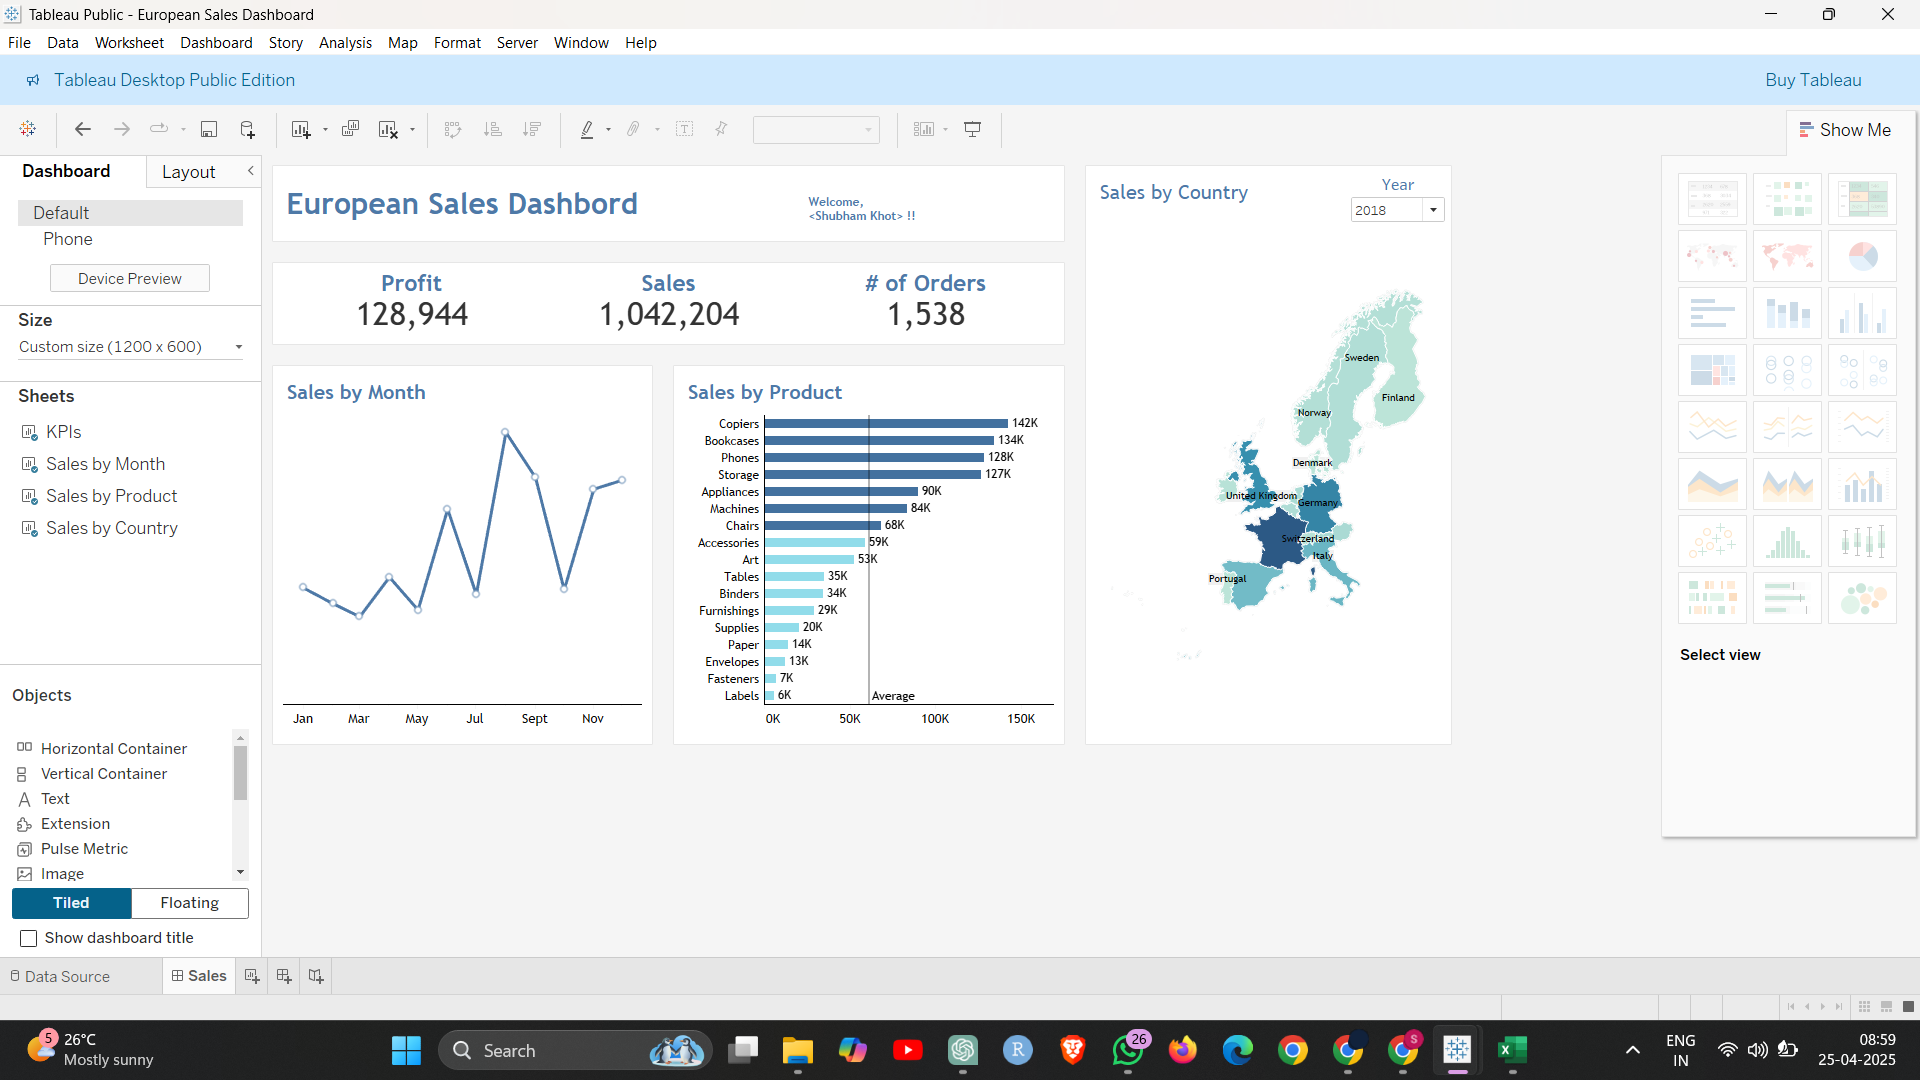 Tableau Public - European Sales Dashboard
File Data Worksheet Dashboard Story Analysis Map Format Server Window Help
Tableau Desktop Public Edition
Buy Tableau
Show Me
Dashboard Layout
Default
Phone
Device Preview
Size
Custom size (1200 x 600)
Sheets
KPIs
Sales by Month
Sales by Product
Sales by Country
Objects
Horizontal Container
Vertical Container
Text
Extension
Pulse Metric
Image
Tiled Floating
Show dashboard title
European Sales Dashbord
Welcome,
<Shubham Khot> !!
Profit Sales # of Orders
128,944 1,042,204 1,538
Sales by Month
Jan Mar May Jul Sept Nov
Sales by Product
Copiers 142K
Bookcases 134K
Phones 128K
Storage 127K
Appliances 90K
Machines 84K
Chairs 68K
Accessories 59K
Art 53K
Tables 35K
Binders 34K
Furnishings 29K
Supplies 20K
Paper 14K
Envelopes 13K
Fasteners 7K
Labels 6K Average
0K 50K 100K 150K
Sales by Country
Year
2018
Sweden
Finland
Norway
Denmark
United Kingdom
Germany
Switzerland
Italy
Portugal
Select view
Data Source Sales
5
26°C
Mostly sunny
Search
26
S
ENG
IN
08:59
25-04-2025